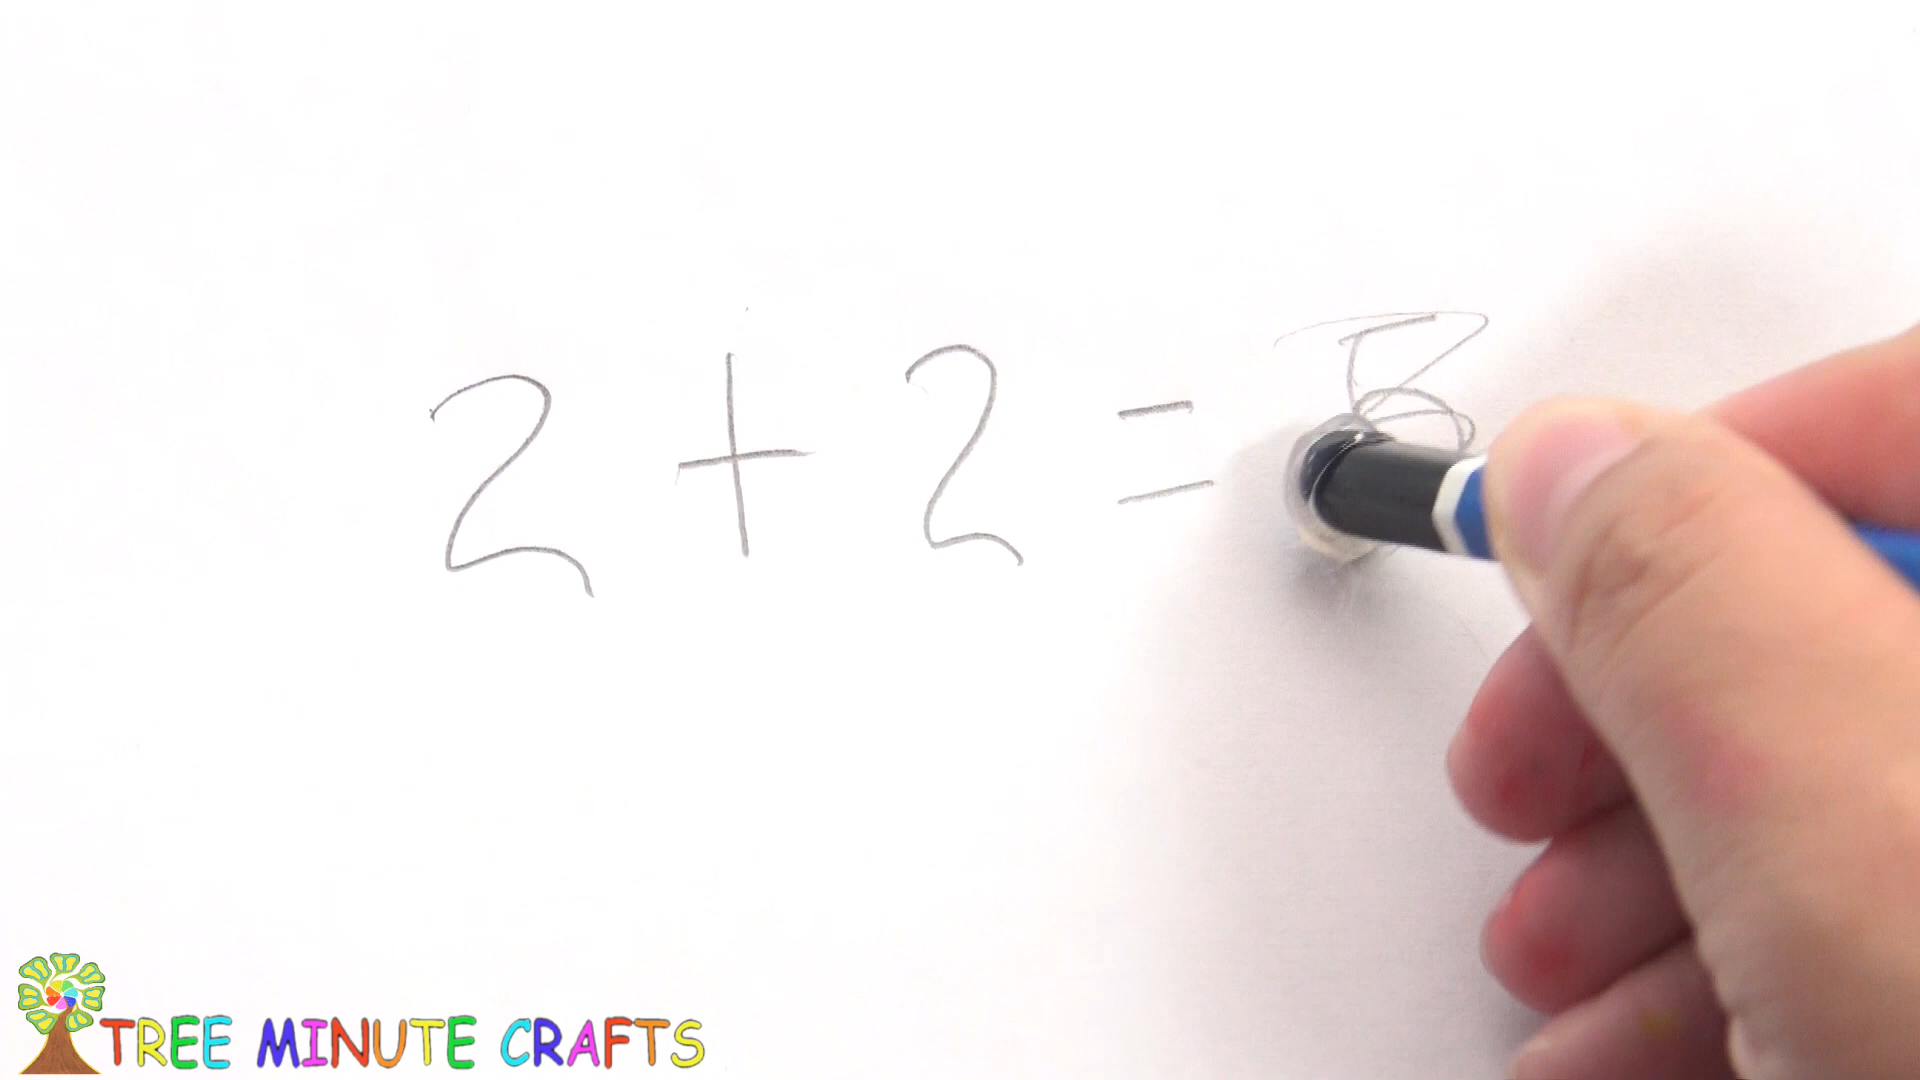 2 + 2 =
TREE MINUTE CRAFTS